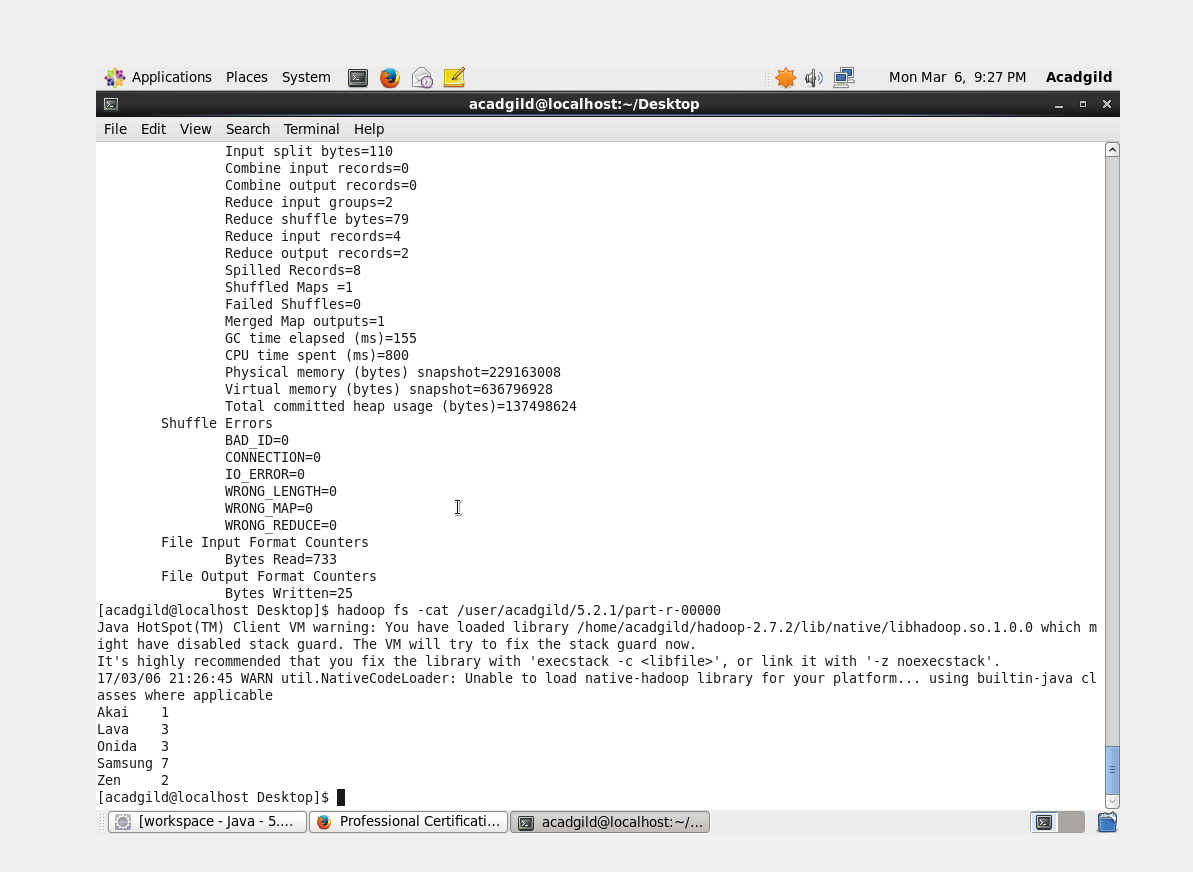 Applications Places System Mon Mar 6, 9:27 PM Acadgild
acadgild@localhost:~/Desktop
File Edit View Search Terminal Help
Input split bytes=110
Combine input records=0
Combine output records=0
Reduce input groups=2
Reduce shuffle bytes=79
Reduce input records=4
Reduce output records=2
Spilled Records=8
Shuffled Maps =1
Failed Shuffles=0
Merged Map outputs=1
GC time elapsed (ms)=155
CPU time spent (ms)=800
Physical memory (bytes) snapshot=229163008
Virtual memory (bytes) snapshot=636796928
Total committed heap usage (bytes)=137498624
Shuffle Errors
BAD_ID=0
CONNECTION=0
IO_ERROR=0
WRONG_LENGTH=0
WRONG_MAP=0
WRONG_REDUCE=0
File Input Format Counters
Bytes Read=733
File Output Format Counters
Bytes Written=25
[acadgild@localhost Desktop]$ hadoop fs -cat /user/acadgild/5.2.1/part-r-00000
Java HotSpot(TM) Client VM warning: You have loaded library /home/acadgild/hadoop-2.7.2/lib/native/libhadoop.so.1.0.0 which m
ight have disabled stack guard. The VM will try to fix the stack guard now.
It's highly recommended that you fix the library with 'execstack -c <libfile>', or link it with '-z noexecstack'.
17/03/06 21:26:45 WARN util.NativeCodeLoader: Unable to load native-hadoop library for your platform... using builtin-java cl
asses where applicable
Akai 1
Lava 3
Onida 3
Samsung 7
Zen 2
[acadgild@localhost Desktop]$
[workspace - Java - 5.... Professional Certificati... acadgild@localhost:~/...